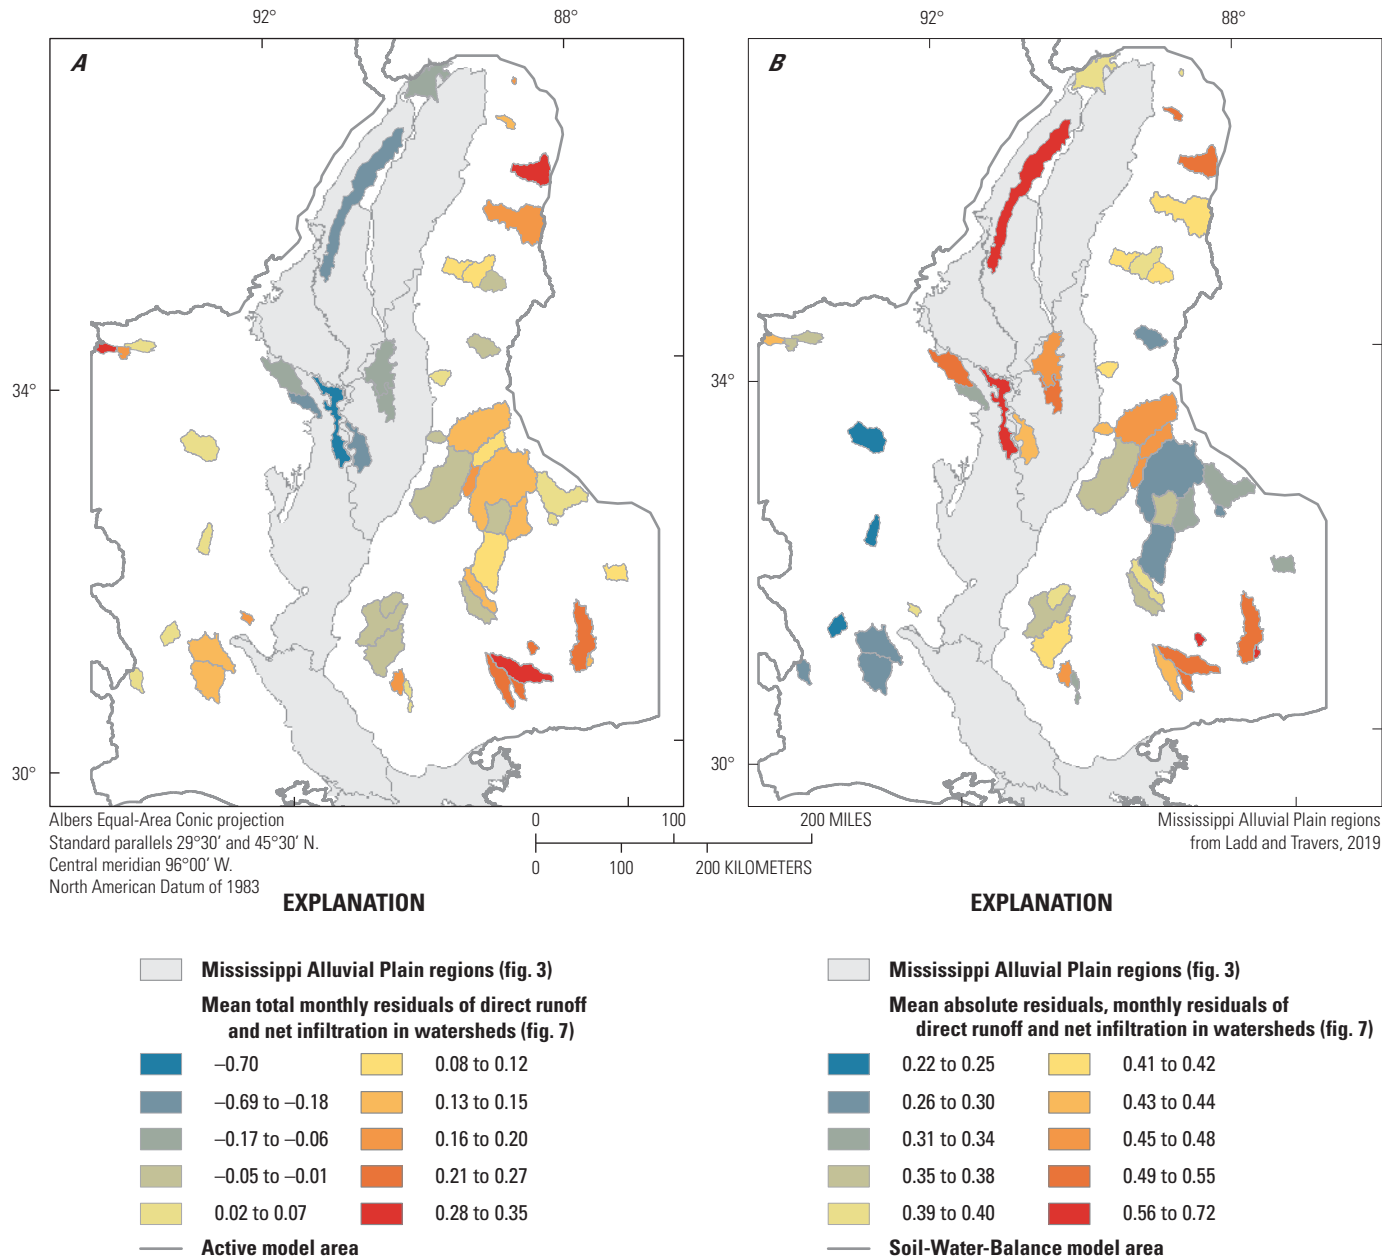 92°
88°
92°
88°
A
B
34°
34°
30°
30°
Albers Equal-Area Conic projection
Standard parallels 29°30′ and 45°30′ N.
Central meridian 96°00′ W.
North American Datum of 1983
0 100 200 MILES
0 100 200 KILOMETERS
Mississippi Alluvial Plain regions
from Ladd and Travers, 2019
EXPLANATION
Mississippi Alluvial Plain regions (fig. 3)
Mean total monthly residuals of direct runoff
and net infiltration in watersheds (fig. 7)
–0.70
–0.69 to –0.18
–0.17 to –0.06
–0.05 to –0.01
0.02 to 0.07
0.08 to 0.12
0.13 to 0.15
0.16 to 0.20
0.21 to 0.27
0.28 to 0.35
Active model area
EXPLANATION
Mississippi Alluvial Plain regions (fig. 3)
Mean absolute residuals, monthly residuals of
direct runoff and net infiltration in watersheds (fig. 7)
0.22 to 0.25
0.26 to 0.30
0.31 to 0.34
0.35 to 0.38
0.39 to 0.40
0.41 to 0.42
0.43 to 0.44
0.45 to 0.48
0.49 to 0.55
0.56 to 0.72
Soil-Water-Balance model area